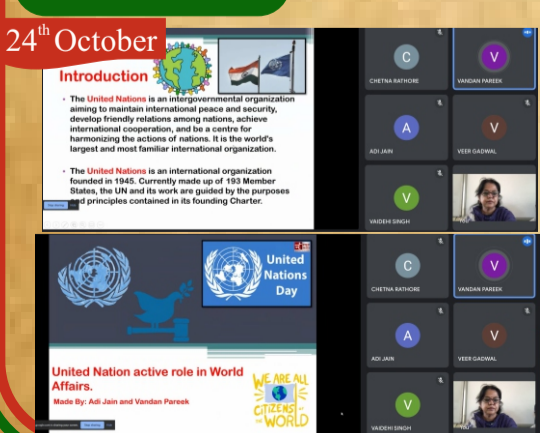 24th October
Introduction
• The United Nations is an intergovernmental organization
aiming to maintain international peace and security,
develop friendly relations among nations, achieve
international cooperation, and be a centre for
harmonizing the actions of nations. It is the world's
largest and most familiar international organization.
• The United Nations is an international organization
founded in 1945. Currently made up of 193 Member
States, the UN and its work are guided by the purposes
and principles contained in its founding Charter.
C
CHETNA RATHORE
V
VANDAN PAREEK
A
ADI JAIN
V
VEER GADWAL
V
VAIDEHI SINGH
You
United
Nations
Day
United Nation active role in World
Affairs.
Made By: Adi Jain and Vandan Pareek
WE ARE ALL
CITIZENS
OF THE
WORLD
C
CHETNA RATHORE
V
VANDAN PAREEK
A
ADI JAIN
V
VEER GADWAL
V
VAIDEHI SINGH
You